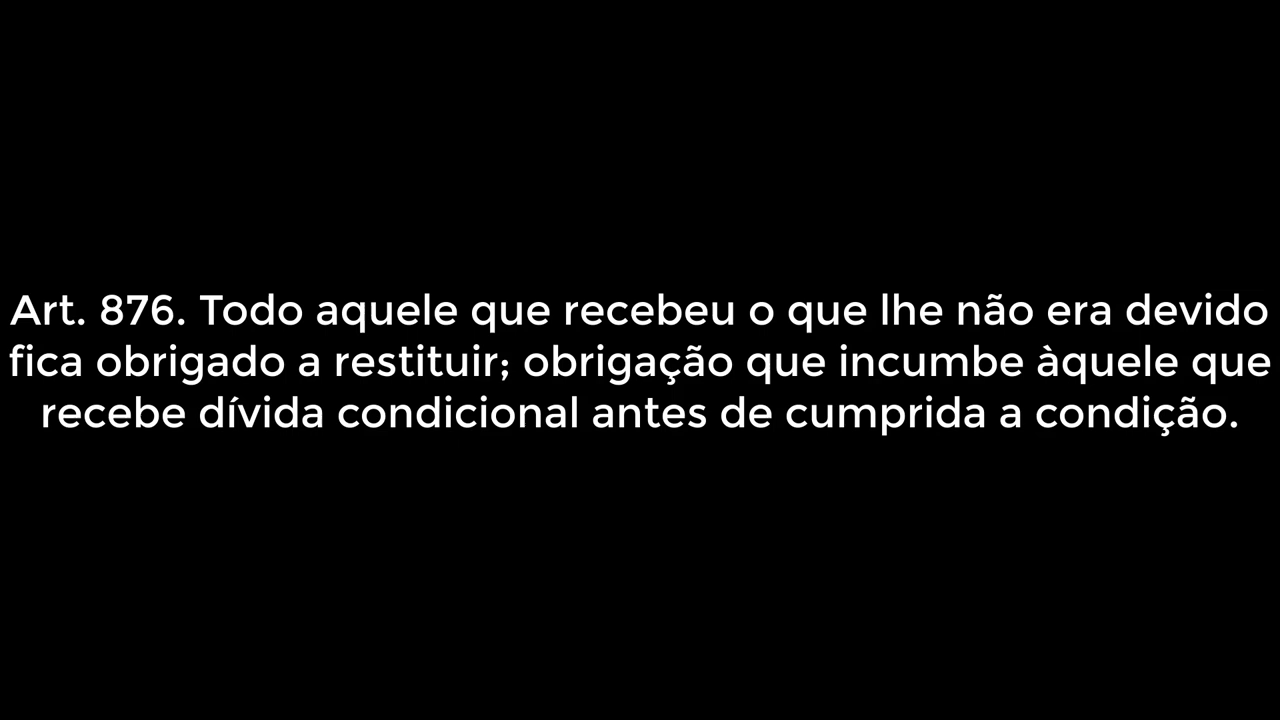 Art. 876. Todo aquele que recebeu o que lhe não era devido
fica obrigado a restituir; obrigação que incumbe àquele que
recebe dívida condicional antes de cumprida a condição.